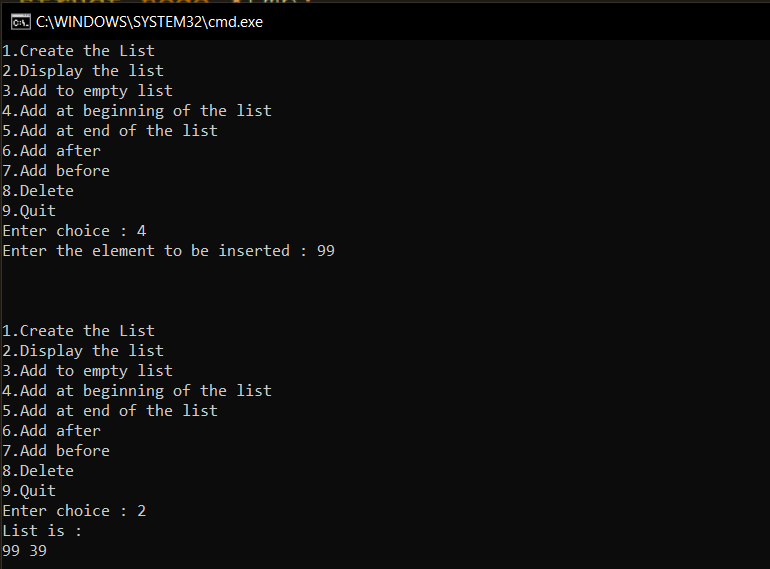 C:\WINDOWS\SYSTEM32\cmd.exe
1.Create the List
2.Display the list
3.Add to empty list
4.Add at beginning of the list
5.Add at end of the list
6.Add after
7.Add before
8.Delete
9.Quit
Enter choice : 4
Enter the element to be inserted : 99
1.Create the List
2.Display the list
3.Add to empty list
4.Add at beginning of the list
5.Add at end of the list
6.Add after
7.Add before
8.Delete
9.Quit
Enter choice : 2
List is :
99 39